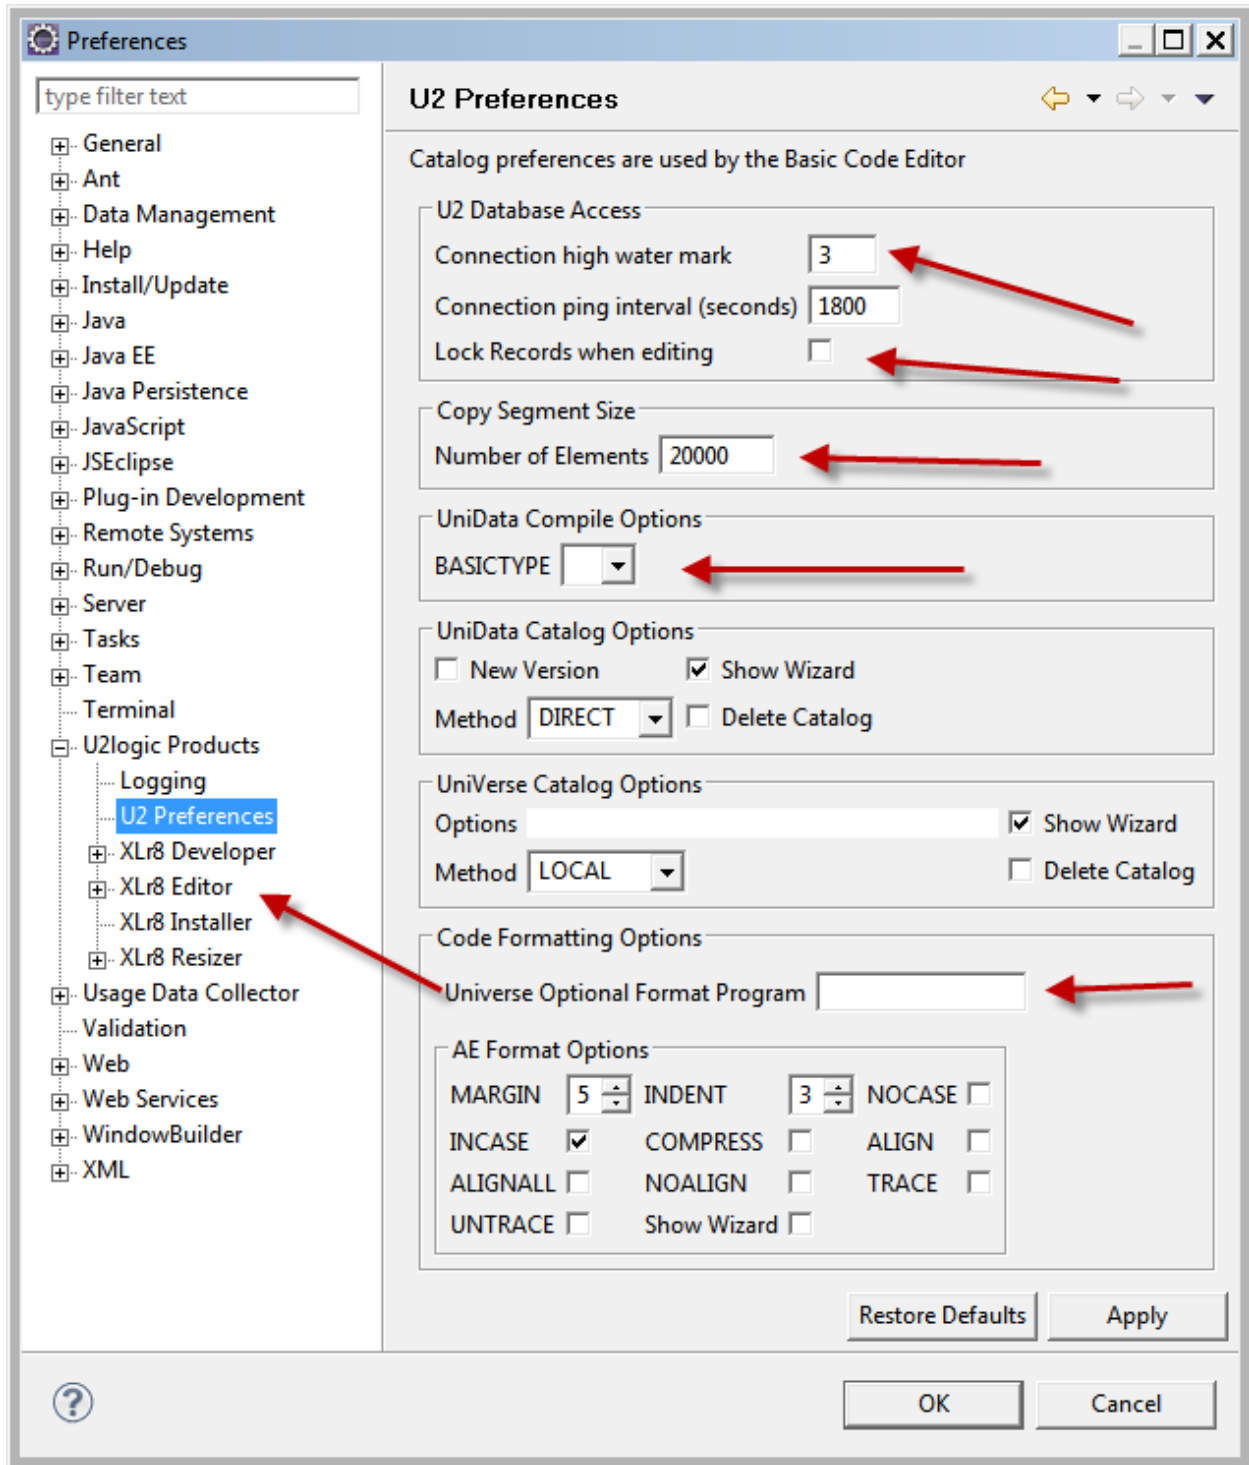 Preferences
type filter text
General
Ant
Data Management
Help
Install/Update
Java
Java EE
Java Persistence
JavaScript
JSEclipse
Plug-in Development
Remote Systems
Run/Debug
Server
Tasks
Team
Terminal
U2logic Products
Logging
U2 Preferences
XLr8 Developer
XLr8 Editor
XLr8 Installer
XLr8 Resizer
Usage Data Collector
Validation
Web
Web Services
WindowBuilder
XML
U2 Preferences
Catalog preferences are used by the Basic Code Editor
U2 Database Access
Connection high water mark 3
Connection ping interval (seconds) 1800
Lock Records when editing
Copy Segment Size
Number of Elements 20000
UniData Compile Options
BASICTYPE
UniData Catalog Options
New Version Show Wizard
Method DIRECT Delete Catalog
UniVerse Catalog Options
Options Show Wizard
Method LOCAL Delete Catalog
Code Formatting Options
Universe Optional Format Program
AE Format Options
MARGIN 5 INDENT 3 NOCASE
INCASE COMPRESS ALIGN
ALIGNALL NOALIGN TRACE
UNTRACE Show Wizard
Restore Defaults Apply
? OK Cancel